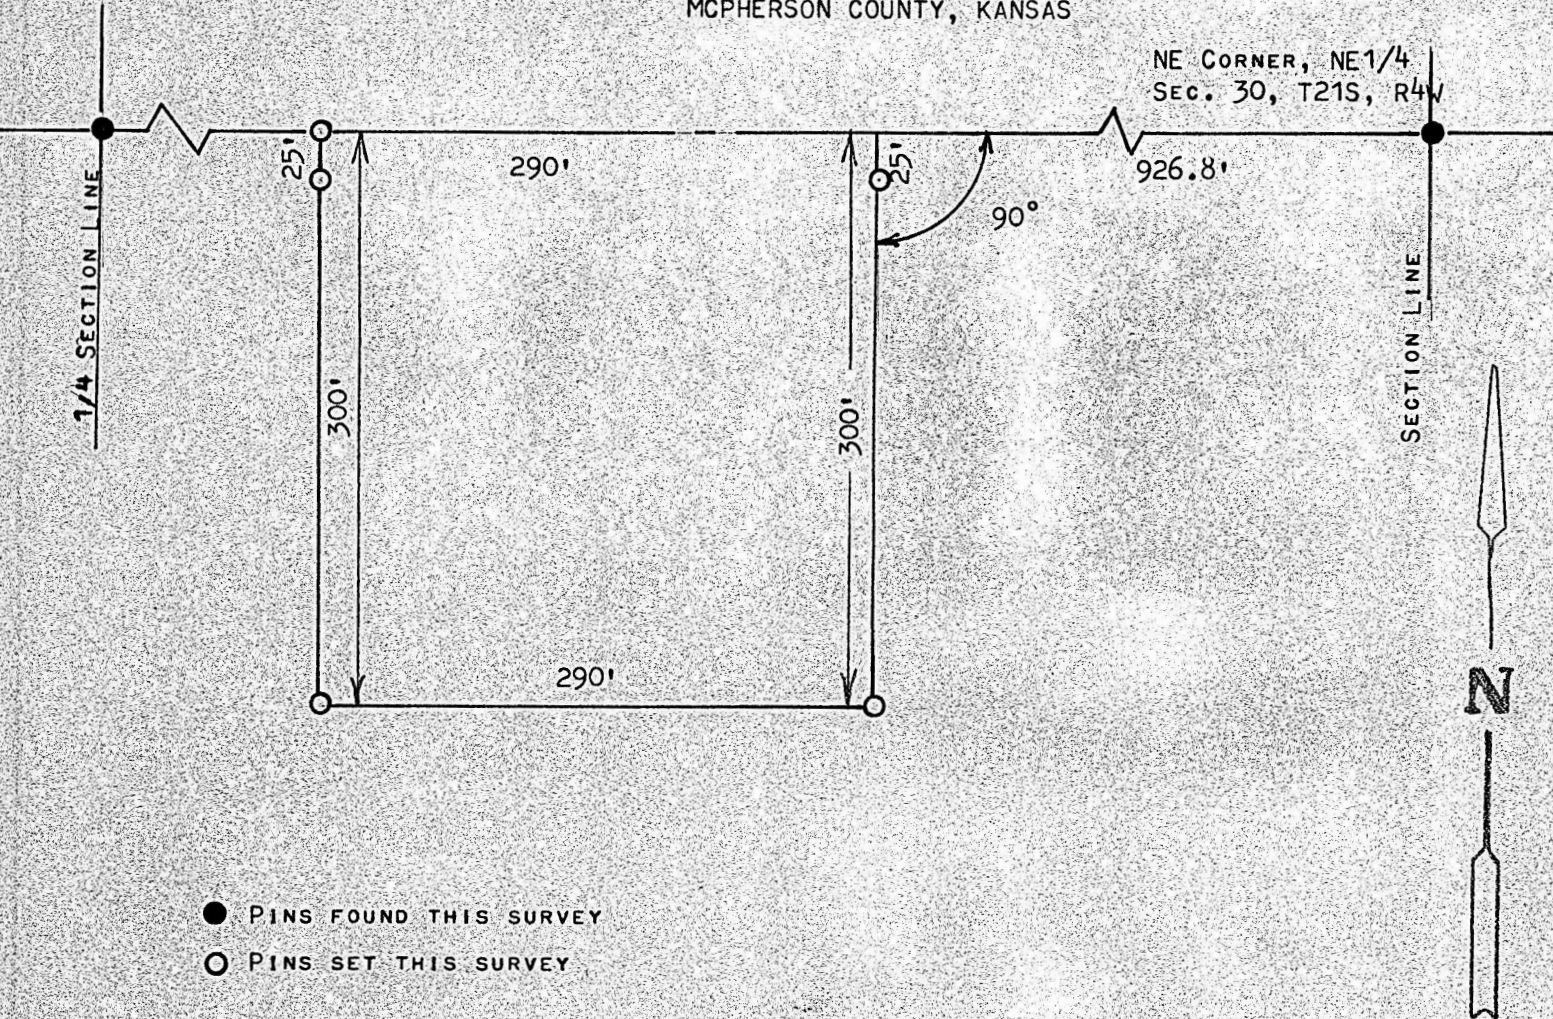 MCPHERSON COUNTY, KANSAS
NE CORNER, NE1/4
SEC. 30, T21S, R4W
25'
290'
25'
926.8'
90°
1/4 SECTION LINE
300'
300'
SECTION LINE
290'
N
PINS FOUND THIS SURVEY
PINS SET THIS SURVEY